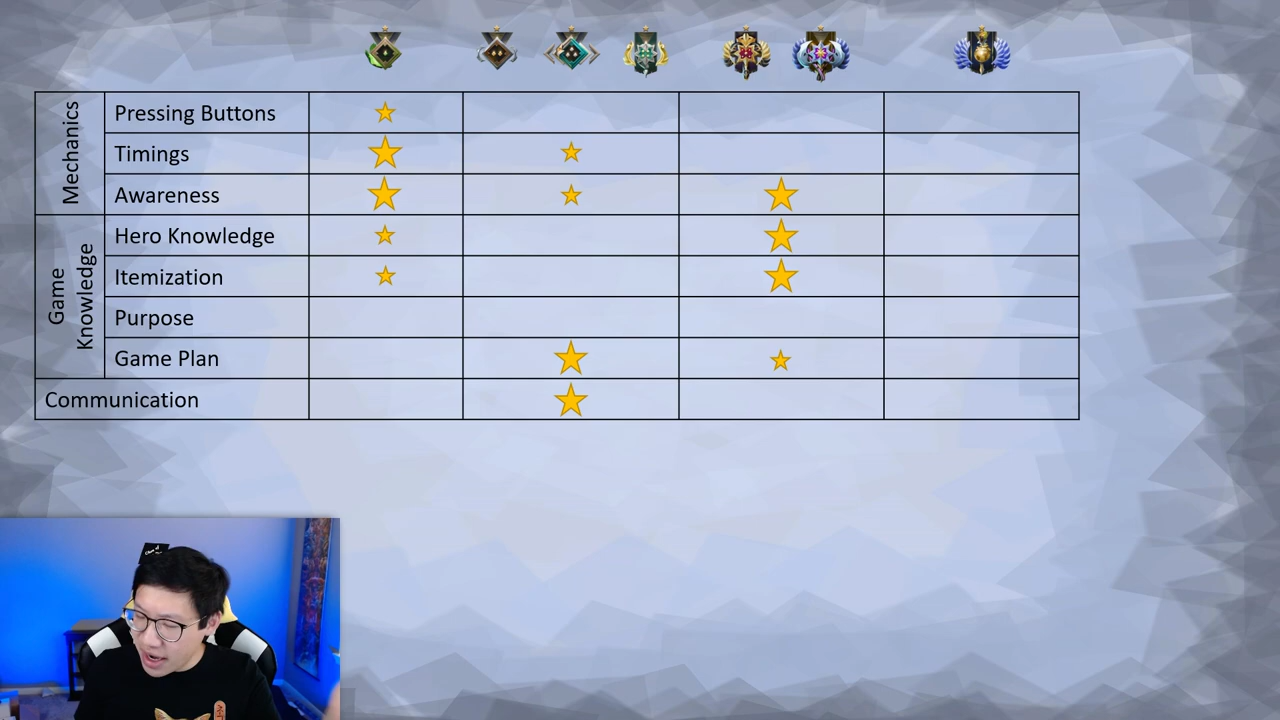 Mechanics
Pressing Buttons
Timings
Awareness
Game
Knowledge
Hero Knowledge
Itemization
Purpose
Game Plan
Communication